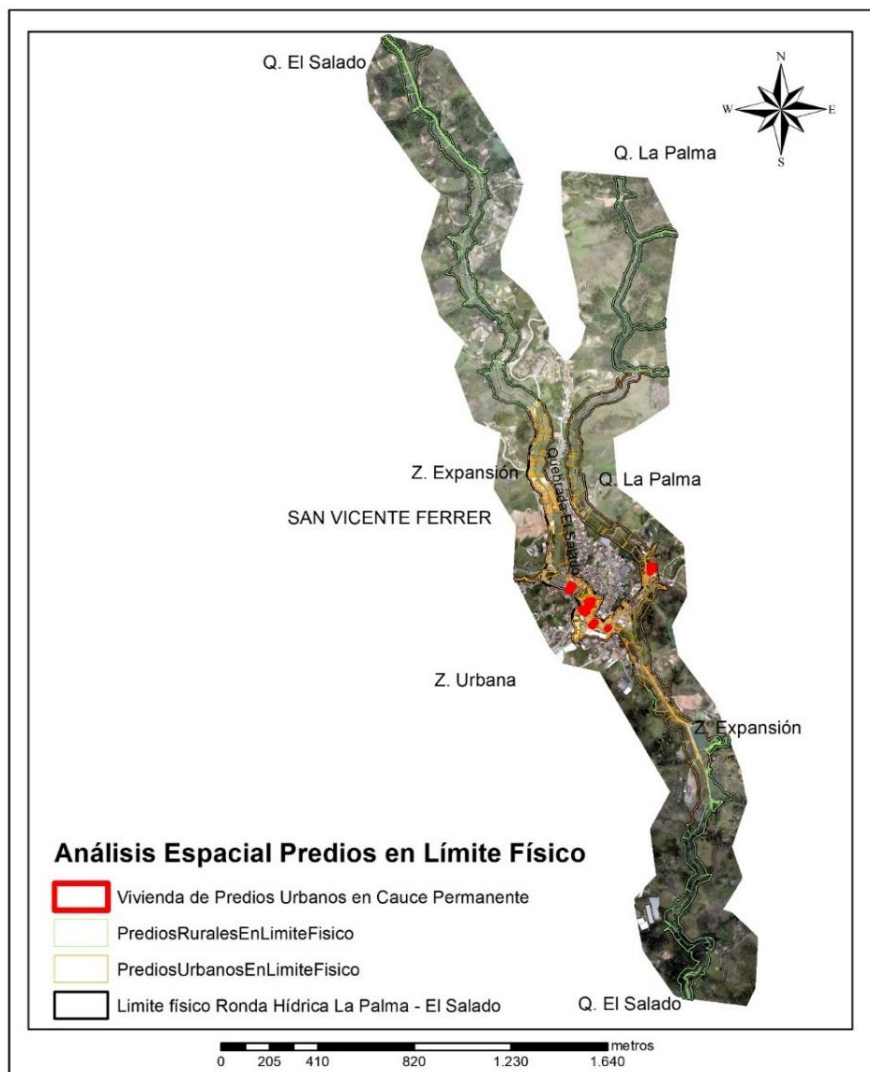 Q. El Salado
N
W E
S
Q. La Palma
Z. Expansión
Q. La Palma
Quebrada El Salado
SAN VICENTE FERRER
Z. Urbana
Z. Expansión
Análisis Espacial Predios en Límite Físico
Vivienda de Predios Urbanos en Cauce Permanente
PrediosRuralesEnLimiteFisico
PrediosUrbanosEnLimiteFisico
Limite físico Ronda Hídrica La Palma - El Salado
Q. El Salado
metros
0 205 410 820 1.230 1.640